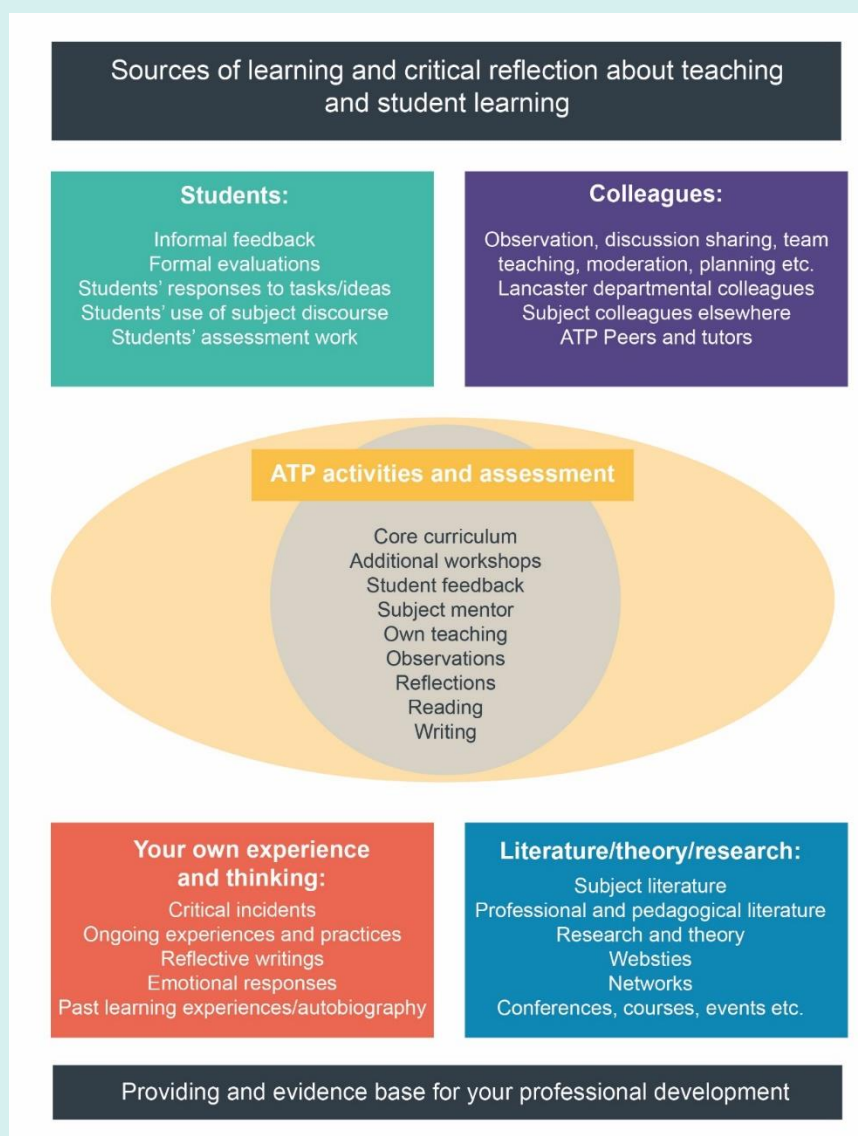 Sources of learning and critical reflection about teaching
and student learning
Students:
Informal feedback
Formal evaluations
Students’ responses to tasks/ideas
Students’ use of subject discourse
Students’ assessment work
Colleagues:
Observation, discussion sharing, team
teaching, moderation, planning etc.
Lancaster departmental colleagues
Subject colleagues elsewhere
ATP Peers and tutors
ATP activities and assessment
Core curriculum
Additional workshops
Student feedback
Subject mentor
Own teaching
Observations
Reflections
Reading
Writing
Your own experience
and thinking:
Critical incidents
Ongoing experiences and practices
Reflective writings
Emotional responses
Past learning experiences/autobiography
Literature/theory/research:
Subject literature
Professional and pedagogical literature
Research and theory
Websties
Networks
Conferences, courses, events etc.
Providing and evidence base for your professional development